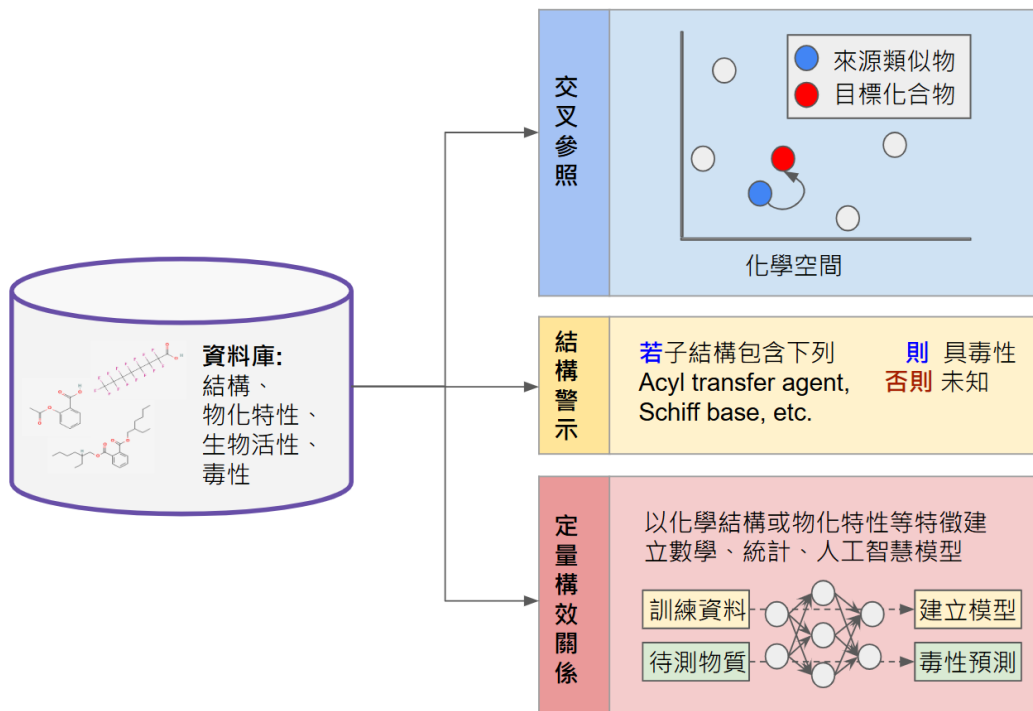 資料庫:
結構、
物化特性、
生物活性、
毒性
交叉參照
來源類似物
目標化合物
化學空間
結構警示
若子結構包含下列 則 具毒性
Acyl transfer agent, 否則 未知
Schiff base, etc.
定量構效關係
以化學結構或物化特性等特徵建
立數學、統計、人工智慧模型
訓練資料
建立模型
待測物質
毒性預測